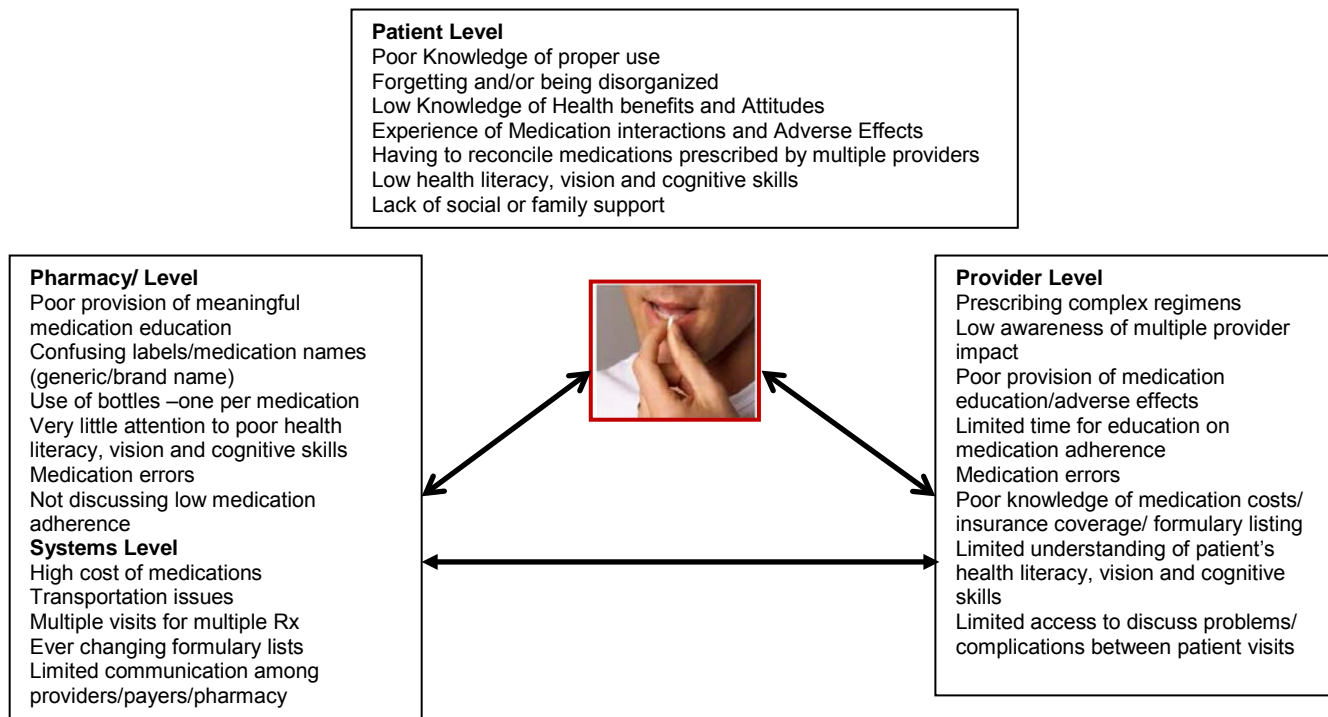 Patient Level
Poor Knowledge of proper use
Forgetting and/or being disorganized
Low Knowledge of Health benefits and Attitudes
Experience of Medication interactions and Adverse Effects
Having to reconcile medications prescribed by multiple providers
Low health literacy, vision and cognitive skills
Lack of social or family support
Pharmacy/ Level
Poor provision of meaningful
medication education
Confusing labels/medication names
(generic/brand name)
Use of bottles –one per medication
Very little attention to poor health
literacy, vision and cognitive skills
Medication errors
Not discussing low medication
adherence
Systems Level
High cost of medications
Transportation issues
Multiple visits for multiple Rx
Ever changing formulary lists
Limited communication among
providers/payers/pharmacy
Provider Level
Prescribing complex regimens
Low awareness of multiple provider
impact
Poor provision of medication
education/adverse effects
Limited time for education on
medication adherence
Medication errors
Poor knowledge of medication costs/
insurance coverage/ formulary listing
Limited understanding of patient’s
health literacy, vision and cognitive
skills
Limited access to discuss problems/
complications between patient visits